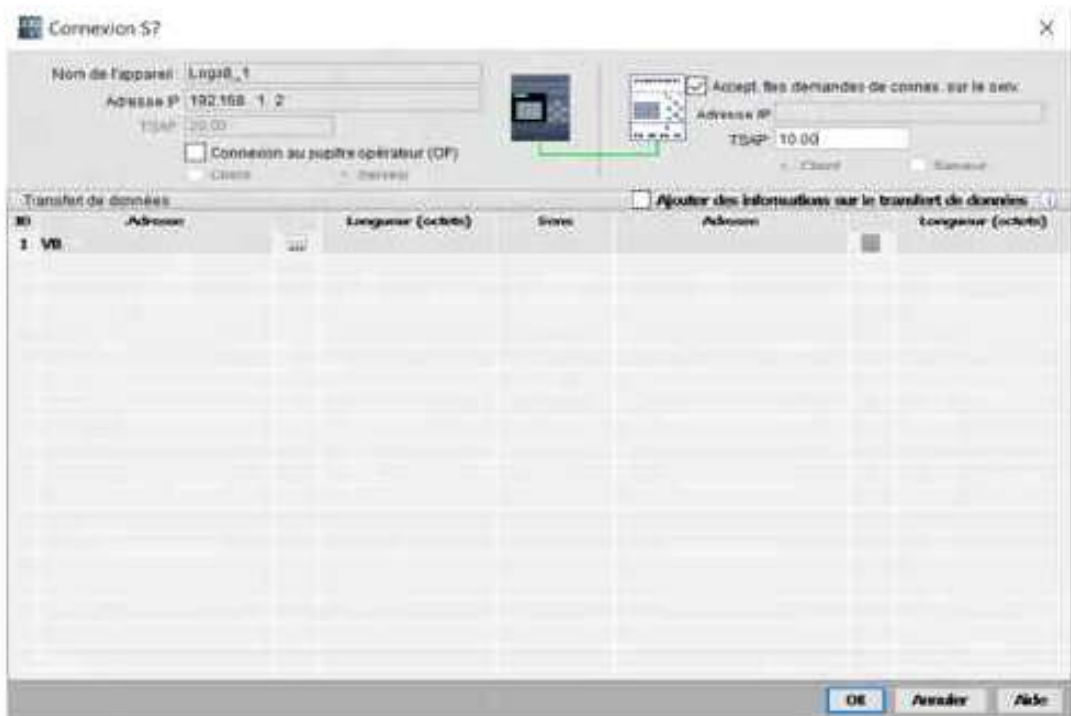 Connexion S7
Nom de l'appareil Logo8_1
Adresse IP 192.168 1 2
TSAP 20.00
Connexion au pupitre opérateur (OP)
Client Serveur
Accept. des demandes de connex. sur le serv.
Adresse IP
TSAP 10.00
Client Serveur
Transfert de données
Ajouter des informations sur le transfert de données
ID Adresse Longueur (octets) Sens Adresse Longueur (octets)
1 VB ...
OK Annuler Aide